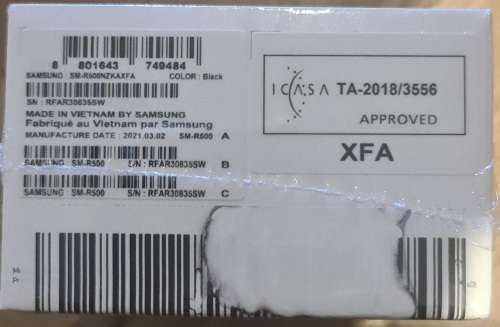 8 801643 749484
SAMSUNG : SM-R500NZKAXFA COLOR : Black
SN : RFAR30835SW
MADE IN VIETNAM BY SAMSUNG
Fabriqué au Vietnam par Samsung
MANUFACTURE DATE : 2021.03.02 SM-R500 A
SAMSUNG SM-R500 S/N : RFAR30835SW B
SAMSUNG SM-R500 S/N : RFAR30835SW C
ICASA TA-2018/3556
APPROVED
XFA